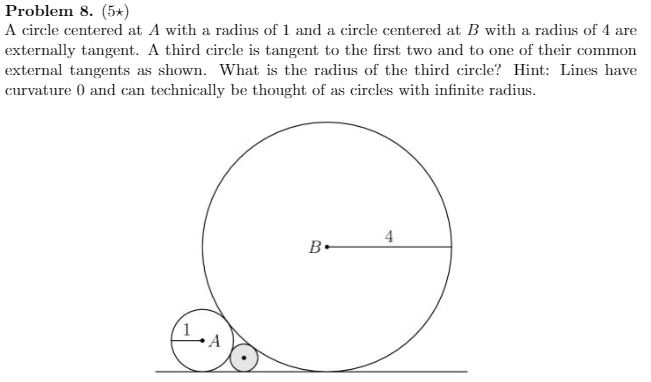 Problem 8. (5⋆)
A circle centered at A with a radius of 1 and a circle centered at B with a radius of 4 are
externally tangent. A third circle is tangent to the first two and to one of their common
external tangents as shown. What is the radius of the third circle? Hint: Lines have
curvature 0 and can technically be thought of as circles with infinite radius.
4
B
1
A